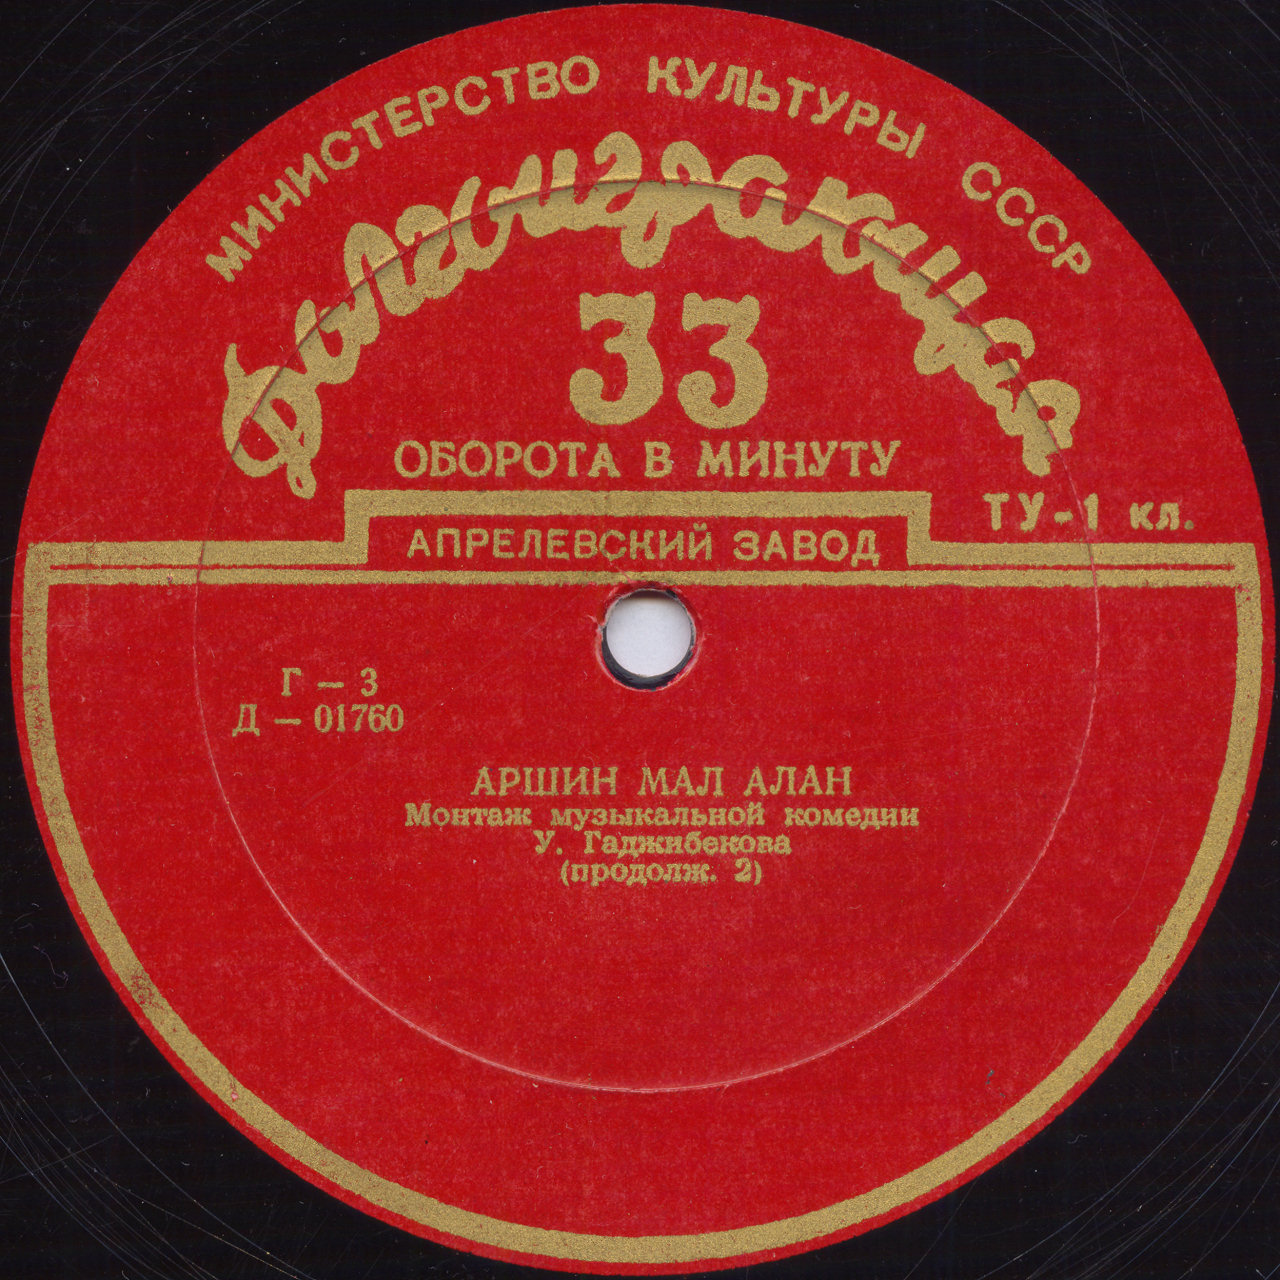 МИНИСТЕРСТВО КУЛЬТУРЫ СССР
Долгоиграющая
33
ОБОРОТА В МИНУТУ
ТУ-1 кл.
АПРЕЛЕВСКИЙ ЗАВОД
Г — 3
Д — 01760
АРШИН МАЛ АЛАН
Монтаж музыкальной комедии
У. Гаджибекова
(продолж. 2)